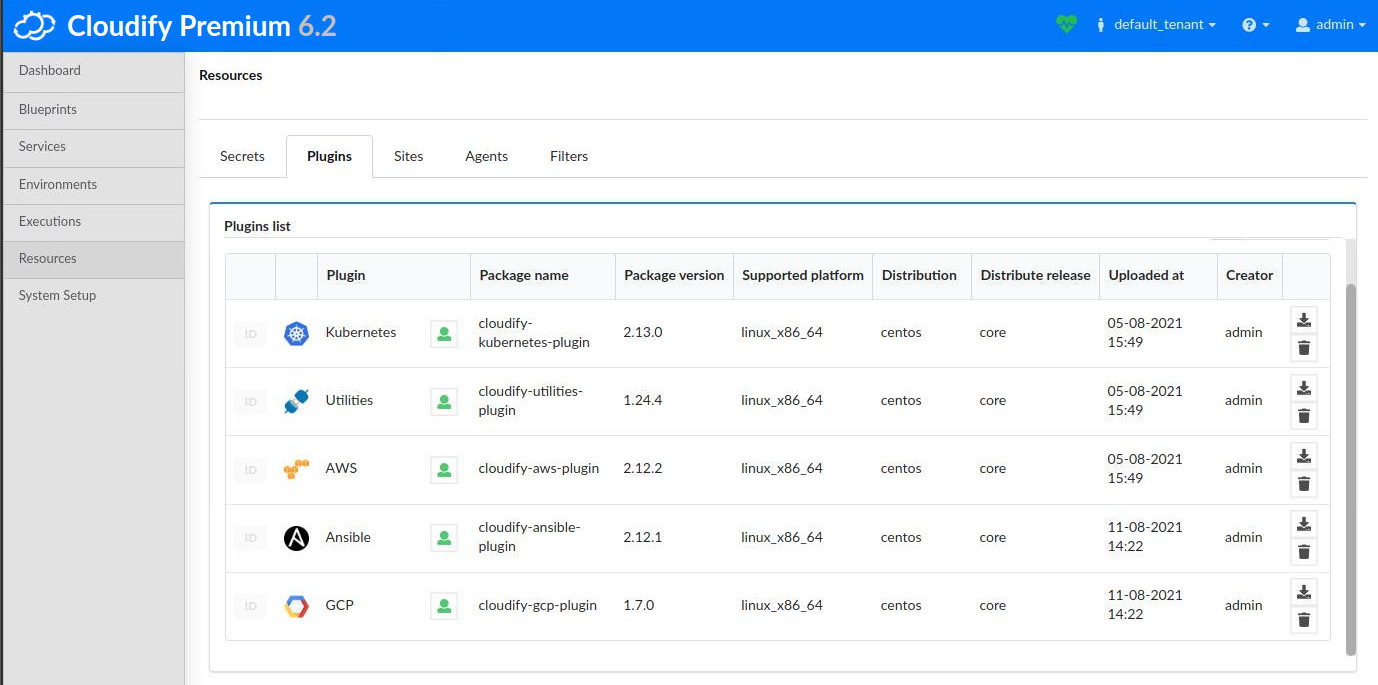 Cloudify Premium 6.2
default_tenant
admin
Dashboard
Blueprints
Services
Environments
Executions
Resources
System Setup
Resources
Secrets Plugins Sites Agents Filters
Plugins list
Plugin Package name Package version Supported platform Distribution Distribute release Uploaded at Creator
ID Kubernetes cloudify-kubernetes-plugin 2.13.0 linux_x86_64 centos core 05-08-2021 15:49 admin
ID Utilities cloudify-utilities-plugin 1.24.4 linux_x86_64 centos core 05-08-2021 15:49 admin
ID AWS cloudify-aws-plugin 2.12.2 linux_x86_64 centos core 05-08-2021 15:49 admin
ID Ansible cloudify-ansible-plugin 2.12.1 linux_x86_64 centos core 11-08-2021 14:22 admin
ID GCP cloudify-gcp-plugin 1.7.0 linux_x86_64 centos core 11-08-2021 14:22 admin